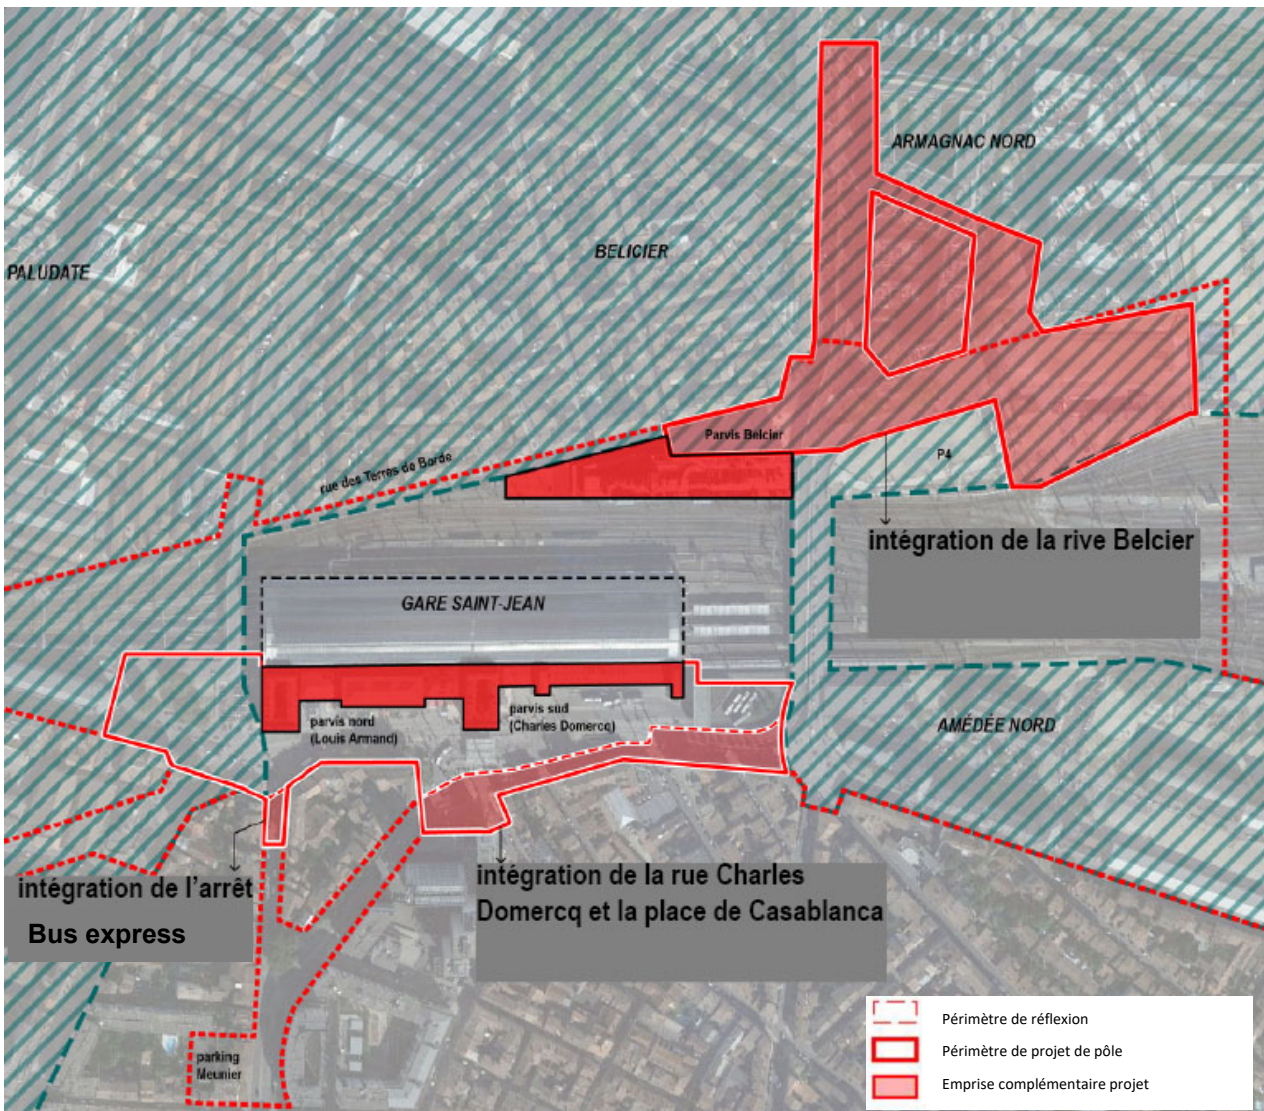 ARMAGNAC NORD
BELICIER
PALUDATE
Parvis Belcier
P4
rue des Terres de Borde
intégration de la rive Belcier
GARE SAINT-JEAN
parvis nord
(Louis Armand)
parvis sud
(Charles Domercq)
AMÉDÉE NORD
intégration de l'arrêt
Bus express
intégration de la rue Charles
Domercq et la place de Casablanca
parking
Meunier
Périmètre de réflexion
Périmètre de projet de pôle
Emprise complémentaire projet